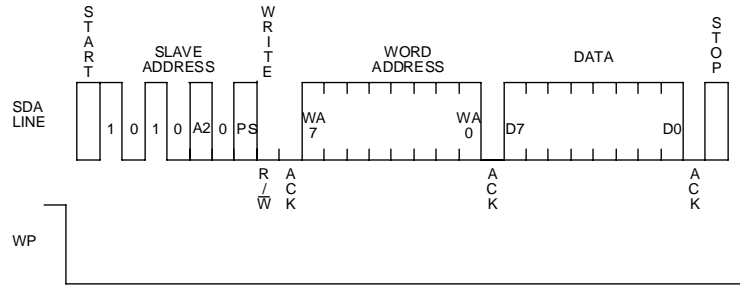 START
WRITE
STOP
SLAVE
ADDRESS
WORD
ADDRESS
DATA
SDA
LINE
1 0 1 0 A2 0 PS
WA
7
WA
0
D7
D0
R/W̅
ACK
ACK
ACK
WP